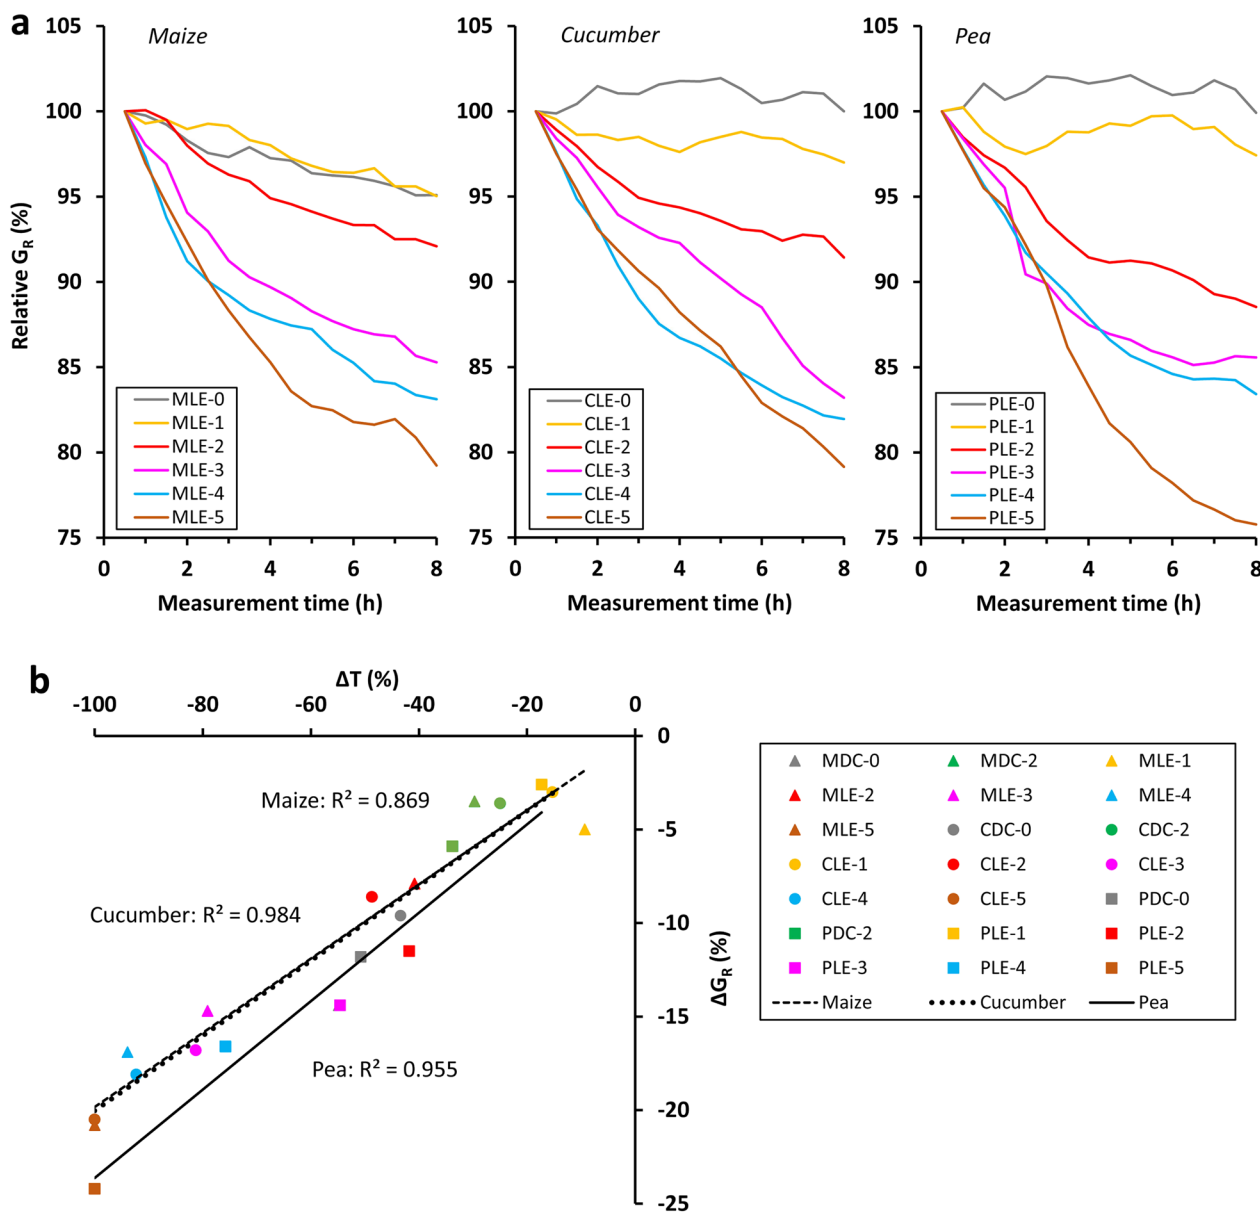 a
Maize
Cucumber
Pea
105
100
95
90
85
80
75
Relative GR (%)
MLE-0
MLE-1
MLE-2
MLE-3
MLE-4
MLE-5
0 2 4 6 8
Measurement time (h)
105
100
95
90
85
80
75
CLE-0
CLE-1
CLE-2
CLE-3
CLE-4
CLE-5
0 2 4 6 8
Measurement time (h)
105
100
95
90
85
80
75
PLE-0
PLE-1
PLE-2
PLE-3
PLE-4
PLE-5
0 2 4 6 8
Measurement time (h)
b
ΔT (%)
-100 -80 -60 -40 -20 0
0
-5
-10
-15
-20
-25
ΔGR (%)
Maize: R² = 0.869
Cucumber: R² = 0.984
Pea: R² = 0.955
MDC-0 MDC-2 MLE-1
MLE-2 MLE-3 MLE-4
MLE-5 CDC-0 CDC-2
CLE-1 CLE-2 CLE-3
CLE-4 CLE-5 PDC-0
PDC-2 PLE-1 PLE-2
PLE-3 PLE-4 PLE-5
Maize Cucumber Pea